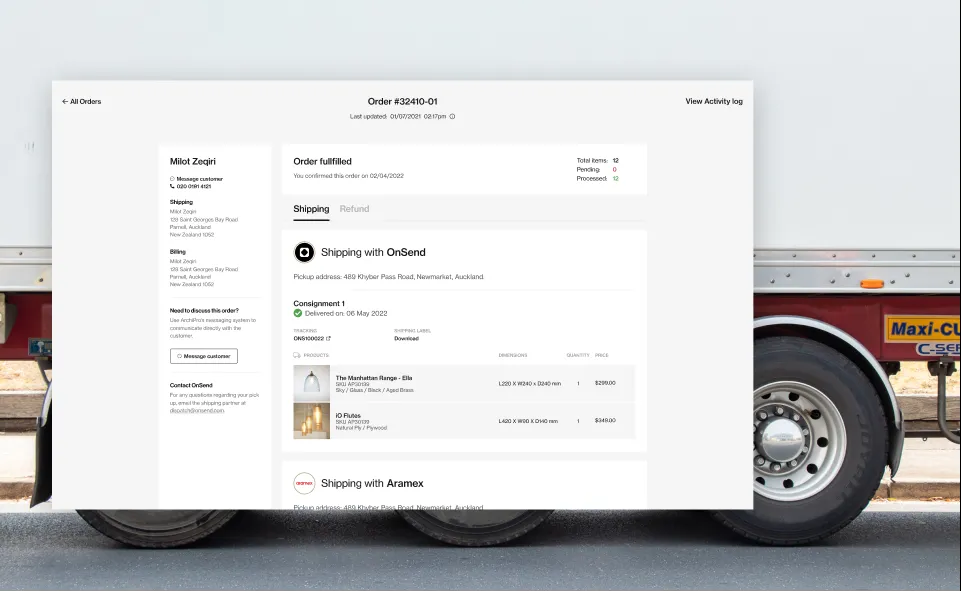 ← All Orders
Order #32410-01
View Activity log
Last updated: 01/07/2021 02:17pm
Milot Zeqiri
Message customer
020 0191 4121
Shipping
Milot Zeqiri
129 Saint Georges Bay Road
Parnell, Auckland
New Zealand 1052
Billing
Milot Zeqiri
129 Saint Georges Bay Road
Parnell, Auckland
New Zealand 1052
Need to discuss this order?
Use ArchiPro's messaging system to
communicate directly with the
customer.
Message customer
Contact OnSend
For any questions regarding your pick
up, email the shipping partner at
dispatch@onsend.com.
Order fullfilled
You confirmed this order on 02/04/2022
Total items: 12
Pending: 0
Processed: 12
Shipping Refund
Shipping with OnSend
Pickup address: 489 Khyber Pass Road, Newmarket, Auckland.
Consignment 1
Delivered on: 06 May 2022
TRACKING SHIPPING LABEL
ONS100022 Download
PRODUCTS DIMENSIONS QUANTITY PRICE
The Manhattan Range - Ella
SKU AP30139
Sky / Glass / Black / Aged Brass
L220 X W240 x D240 mm 1 $299.00
iO Flutes
SKU AP30139
Natural Ply / Plywood
L420 X W90 X D140 mm 1 $349.00
aramex
Shipping with Aramex
Pickup address: 489 Khyber Pass Road, Newmarket, Auckland
Maxi-CU
C-SER